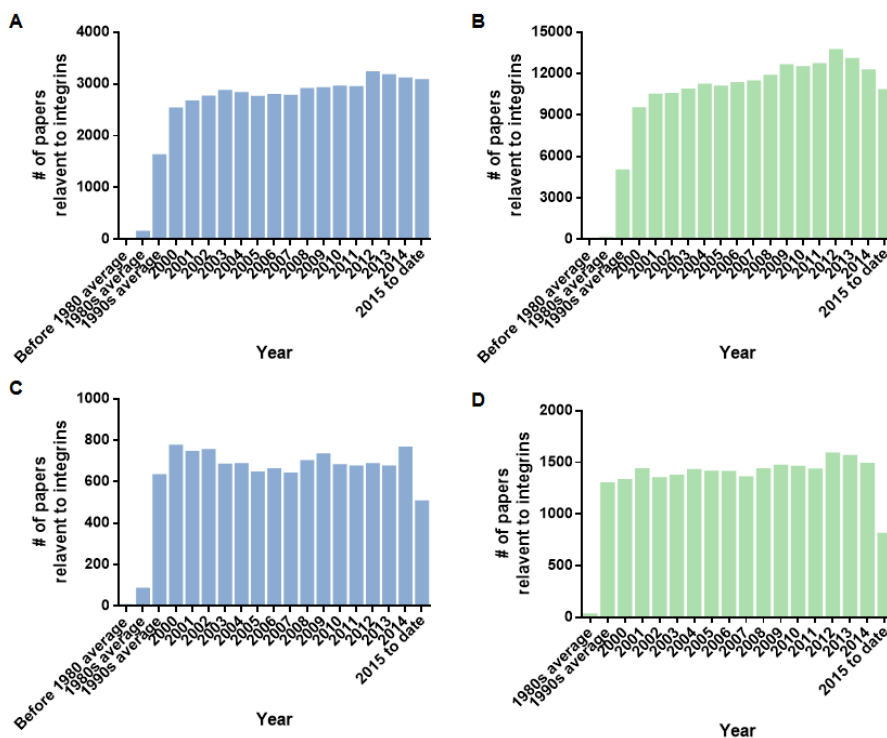 A
# of papers
relavent to integrins
4000
3000
2000
1000
0
Before 1980 average
1980s average
1990s average
2000
2001
2002
2003
2004
2005
2006
2007
2008
2009
2010
2011
2012
2013
2014
2015 to date
Year
B
# of papers
relavent to integrins
15000
12000
9000
6000
3000
0
Before 1980 average
1980s average
1990s average
2000
2001
2002
2003
2004
2005
2006
2007
2008
2009
2010
2011
2012
2013
2014
2015 to date
Year
C
# of papers
relavent to integrins
1000
800
600
400
200
0
Before 1980 average
1980s average
1990s average
2000
2001
2002
2003
2004
2005
2006
2007
2008
2009
2010
2011
2012
2013
2014
2015 to date
Year
D
# of papers
relavent to integrins
2000
1500
1000
500
0
1980s average
1990s average
2000
2001
2002
2003
2004
2005
2006
2007
2008
2009
2010
2011
2012
2013
2014
2015 to date
Year